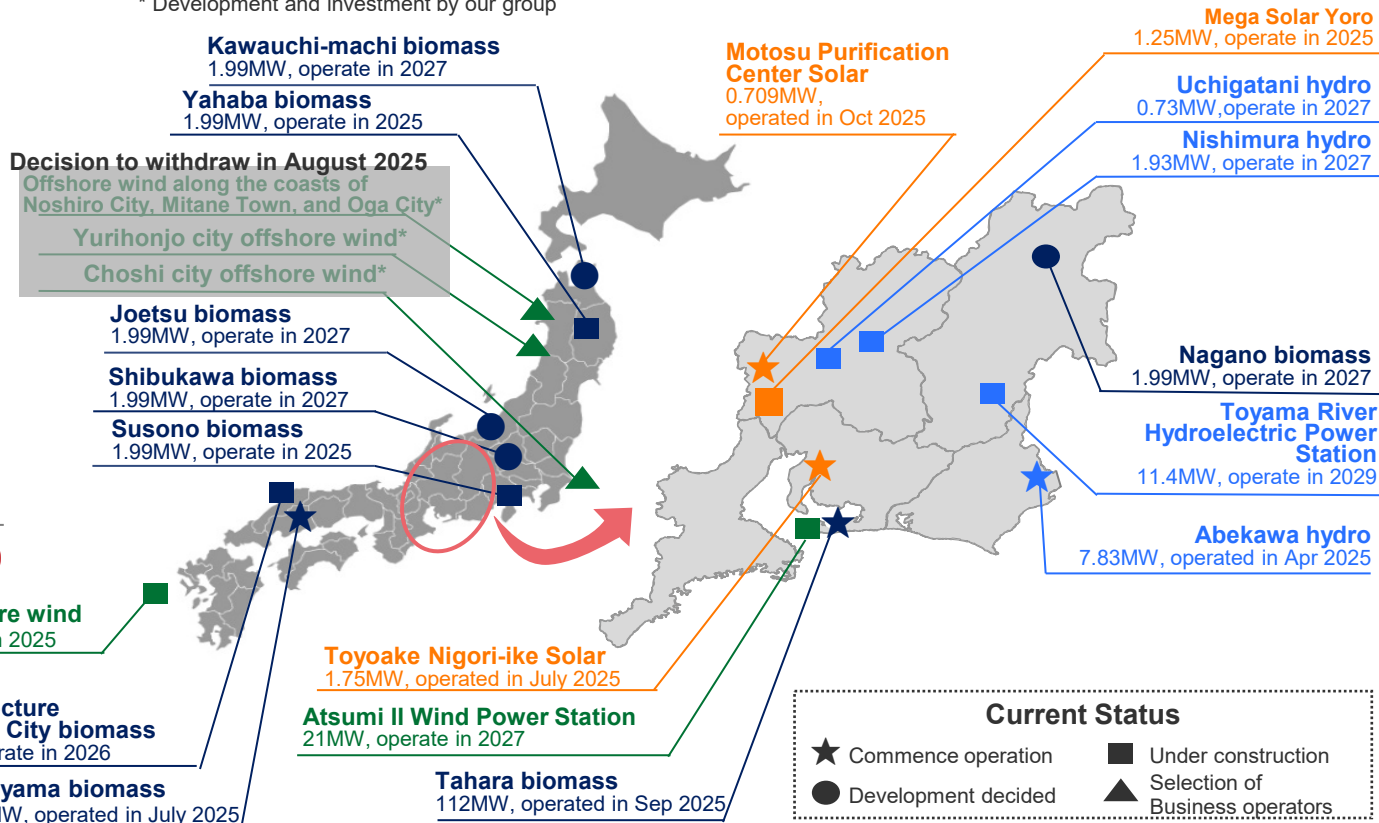 * Development and investment by our group
Kawauchi-machi biomass
1.99MW, operate in 2027
Yahaba biomass
1.99MW, operate in 2025
Decision to withdraw in August 2025
Offshore wind along the coasts of
Noshiro City, Mitane Town, and Oga City*
Yurihonjo city offshore wind*
Choshi city offshore wind*
Joetsu biomass
1.99MW, operate in 2027
Shibukawa biomass
1.99MW, operate in 2027
Susono biomass
1.99MW, operate in 2025
Motosu Purification
Center Solar
0.709MW,
operated in Oct 2025
Mega Solar Yoro
1.25MW, operate in 2025
Uchigatani hydro
0.73MW,operate in 2027
Nishimura hydro
1.93MW, operate in 2027
Nagano biomass
1.99MW, operate in 2027
Toyama River
Hydroelectric Power
Station
11.4MW, operate in 2029
Abekawa hydro
7.83MW, operated in Apr 2025
re wind
2025
cture
City biomass
rate in 2026
yama biomass
MW, operated in July 2025
Toyoake Nigori-ike Solar
1.75MW, operated in July 2025
Atsumi II Wind Power Station
21MW, operate in 2027
Tahara biomass
112MW, operated in Sep 2025
Current Status
Commence operation
Under construction
Development decided
Selection of
Business operators